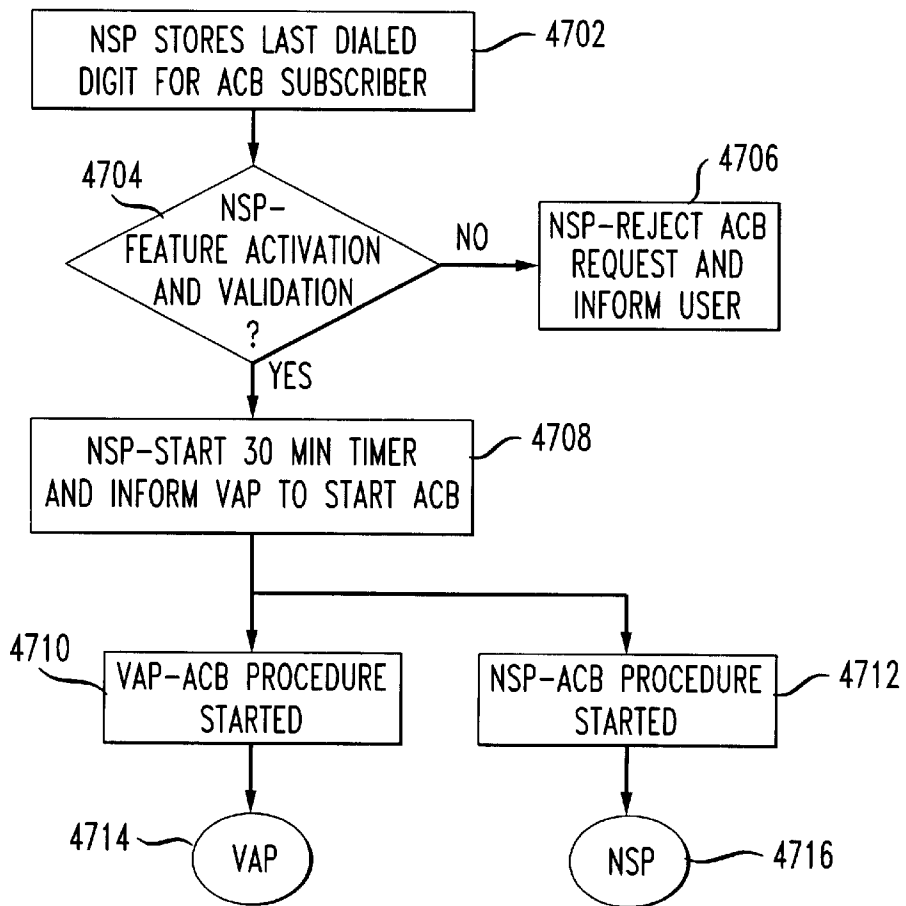 NSP STORES LAST DIALED
DIGIT FOR ACB SUBSCRIBER
4702
4704
NSP-
FEATURE ACTIVATION
AND VALIDATION
?
NO
4706
NSP-REJECT ACB
REQUEST AND
INFORM USER
YES
NSP-START 30 MIN TIMER
AND INFORM VAP TO START ACB
4708
4710
VAP-ACB PROCEDURE
STARTED
NSP-ACB PROCEDURE
STARTED
4712
4714
VAP
NSP
4716